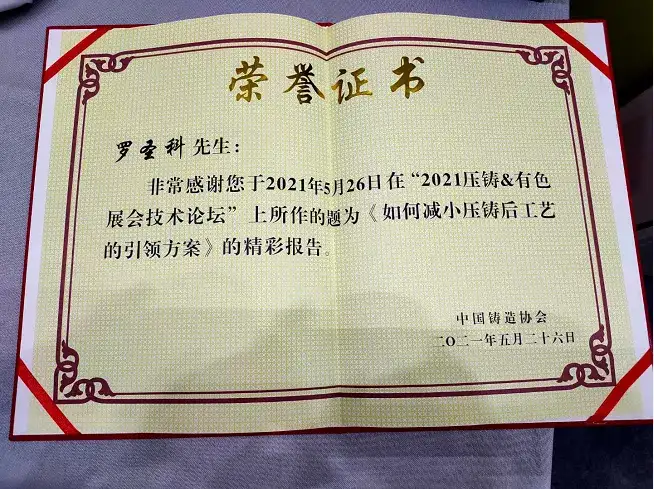 荣誉证书
罗圣科 先生：
非常感谢您于2021年5月26日在“2021压铸&有色
展会技术论坛”上所作的题为《如何减小压铸后工艺
的引领方案》的精彩报告。
中国铸造协会
二〇二一年五月二十六日